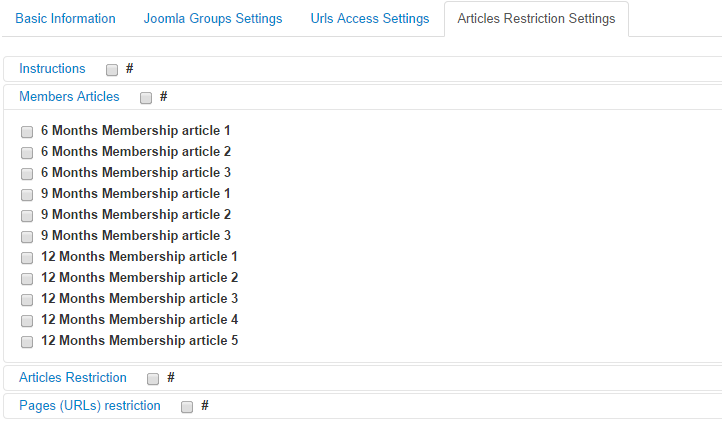 Basic Information Joomla Groups Settings Urls Access Settings Articles Restriction Settings
Instructions #
Members Articles #
6 Months Membership article 1
6 Months Membership article 2
6 Months Membership article 3
9 Months Membership article 1
9 Months Membership article 2
9 Months Membership article 3
12 Months Membership article 1
12 Months Membership article 2
12 Months Membership article 3
12 Months Membership article 4
12 Months Membership article 5
Articles Restriction #
Pages (URLs) restriction #